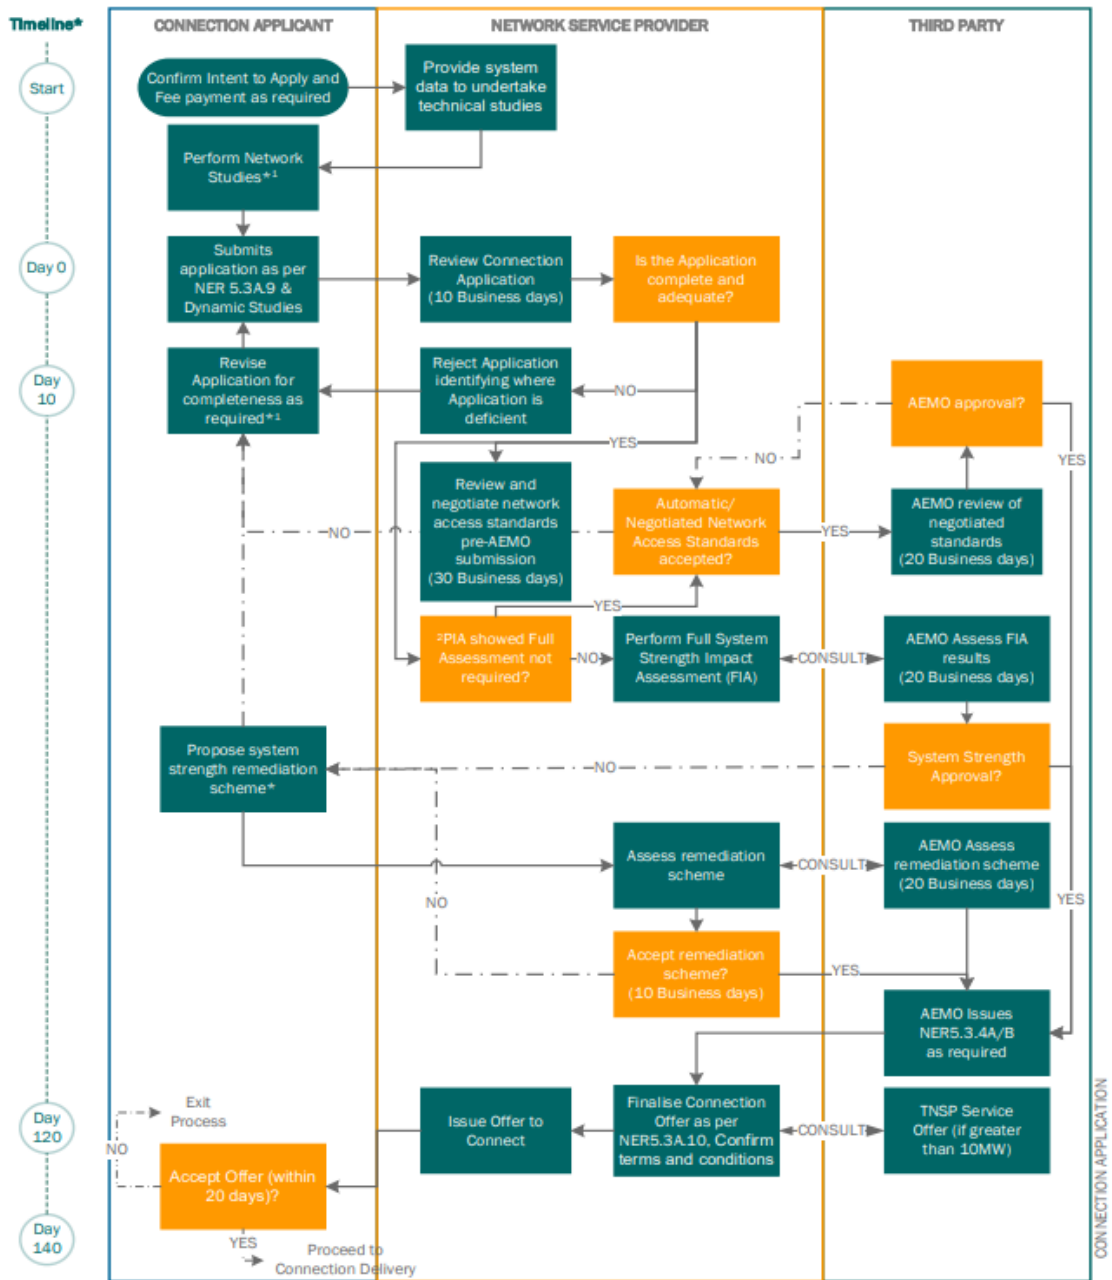 Timeline*
CONNECTION APPLICANT
NETWORK SERVICE PROVIDER
THIRD PARTY
Start
Confirm Intent to Apply and
Fee payment as required
Provide system
data to undertake
technical studies
Perform Network
Studies*¹
Day 0
Submits
application as per
NER 5.3A.9 &
Dynamic Studies
Review Connection
Application
(10 Business days)
Is the Application
complete and
adequate?
Day
10
Revise
Application for
completeness as
required*¹
Reject Application
identifying where
Application is
deficient
NO
AEMO approval?
YES
YES
NO
Review and
negotiate network
access standards
pre-AEMO
submission
(30 Business days)
Automatic/
Negotiated Network
Access Standards
accepted?
AEMO review of
negotiated
standards
(20 Business days)
NO
YES
YES
²PIA showed Full
Assessment not
required?
NO
Perform Full System
Strength Impact
Assessment (FIA)
CONSULT
AEMO Assess FIA
results
(20 Business days)
Propose system
strength remediation
scheme*
NO
System Strength
Approval?
Assess remediation
scheme
CONSULT
AEMO Assess
remediation scheme
(20 Business days)
NO
YES
Accept remediation
scheme?
(10 Business days)
YES
AEMO Issues
NER5.3.4A/B
as required
Day
120
Exit
Process
Issue Offer to
Connect
Finalise Connection
Offer as per
NER5.3A.10, Confirm
terms and conditions
CONSULT
TNSP Service
Offer (if greater
than 10MW)
NO
Accept Offer (within
20 days)?
Day
140
YES
Proceed to
Connection Delivery
CONNECTION APPLICATION